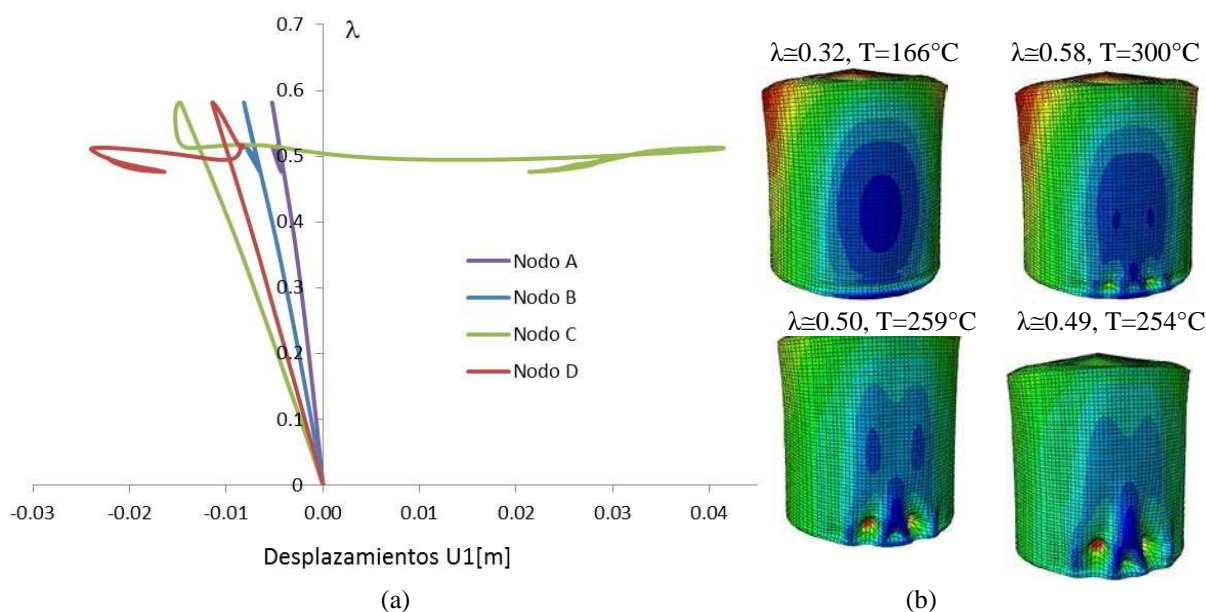 0.7
λ
0.6
0.5
0.4
0.3
0.2
0.1
0
-0.03 -0.02 -0.01 0.00 0.01 0.02 0.03 0.04
Desplazamientos U1[m]
Nodo A
Nodo B
Nodo C
Nodo D
(a)
λ≅0.32, T=166°C
λ≅0.58, T=300°C
λ≅0.50, T=259°C
λ≅0.49, T=254°C
(b)